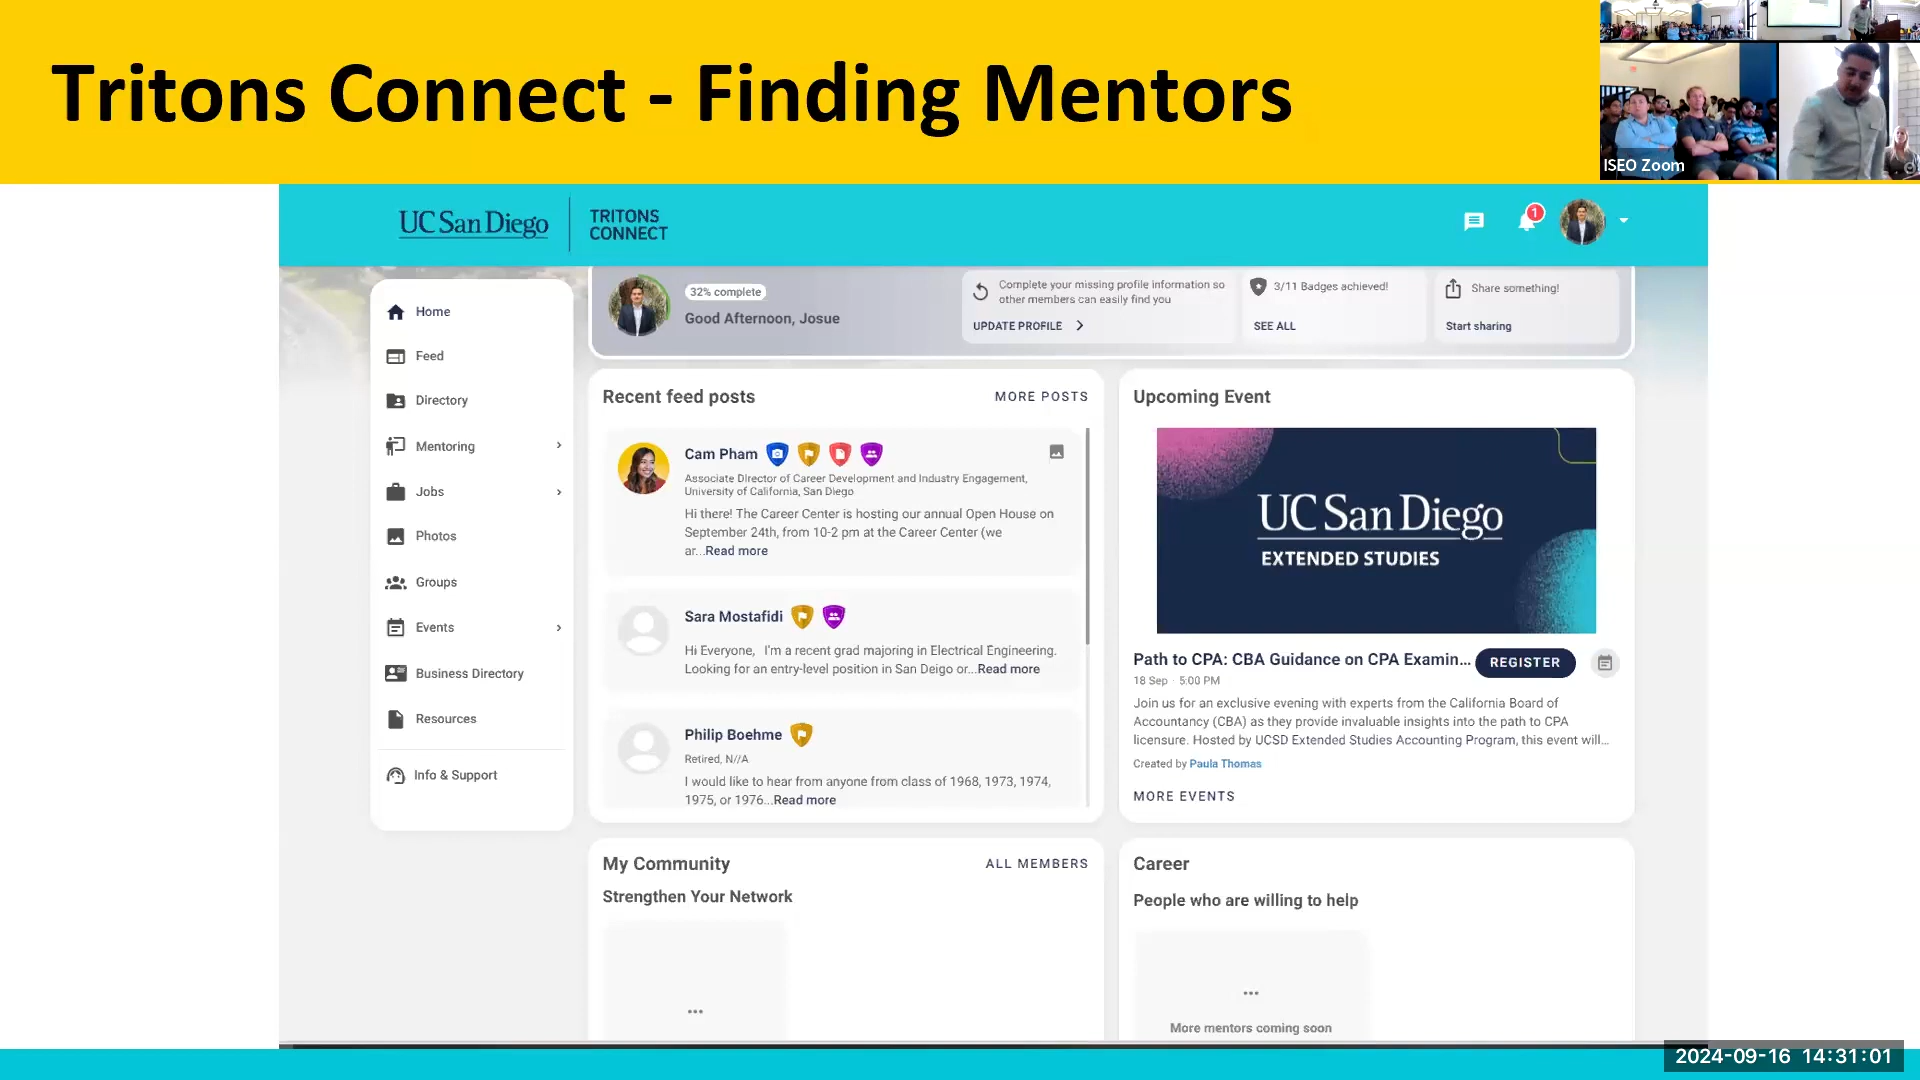 Tritons Connect - Finding Mentors
ISEO Zoom
UC San Diego
TRITONS
CONNECT
1
Home
Feed
Directory
Mentoring
Jobs
Photos
Groups
Events
Business Directory
Resources
Info & Support
32% complete
Good Afternoon, Josue
Complete your missing profile information so
other members can easily find you
UPDATE PROFILE
3/11 Badges achieved!
SEE ALL
Share something!
Start sharing
Recent feed posts
MORE POSTS
Cam Pham
Associate Director of Career Development and Industry Engagement,
University of California, San Diego
Hi there! The Career Center is hosting our annual Open House on
September 24th, from 10-2 pm at the Career Center (we
ar...Read more
Sara Mostafidi
Hi Everyone, I'm a recent grad majoring in Electrical Engineering.
Looking for an entry-level position in San Deigo or...Read more
Philip Boehme
Retired, N//A
I would like to hear from anyone from class of 1968, 1973, 1974,
1975, or 1976...Read more
Upcoming Event
UC San Diego
EXTENDED STUDIES
Path to CPA: CBA Guidance on CPA Examin...
REGISTER
18 Sep · 5:00 PM
Join us for an exclusive evening with experts from the California Board of
Accountancy (CBA) as they provide invaluable insights into the path to CPA
licensure. Hosted by UCSD Extended Studies Accounting Program, this event will...
Created by Paula Thomas
MORE EVENTS
My Community
ALL MEMBERS
Strengthen Your Network
...
Career
People who are willing to help
...
More mentors coming soon
2024-09-16 14:31:01